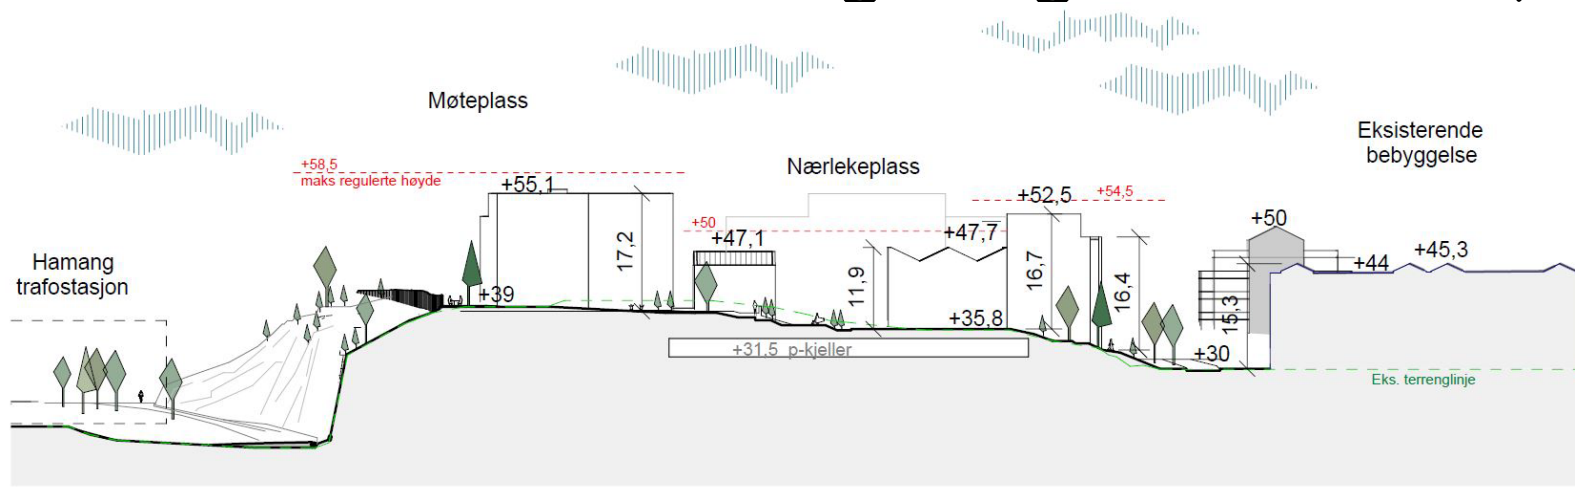 Møteplass
Eksisterende
bebyggelse
+58,5
maks regulerte høyde
Nærlekeplass
+55,1
+52,5
+54,5
+50
+50
+47,1
+47,7
17,2
16,7
Hamang
trafostasjon
+44
+45,3
11,9
16,4
15,3
+39
+35,8
+31.5 p-kjeller
+30
Eks. terrenglinje